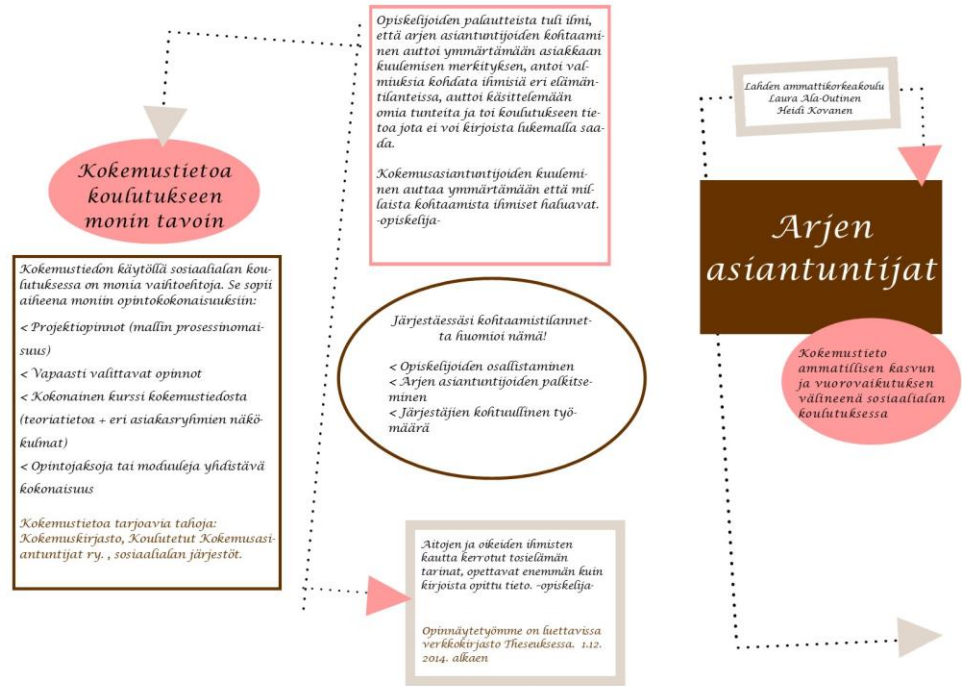 Kokemustietoa
koulutukseen
monin tavoin
Kokemustiedon käytöllä sosiaalialan kou-
lutuksessa on monia vaihtoehtoja. Se sopii
aiheena moniin opintokokonaisuuksiin:
< Projektiopinnot (mallin prosessinomai-
suus)
< Vapaasti valittavat opinnot
< Kokonainen kurssi kokemustiedosta
(teoriatietoa + eri asiakasryhmien näkö-
kulmat)
< Opintojaksoja tai moduuleja yhdistävä
kokonaisuus
Kokemustietoa tarjoavia tahoja:
Kokemuskirjasto, Koulutetut Kokemusasi-
antuntijat ry. , sosiaalialan järjestöt.
Opiskelijoiden palautteista tuli ilmi,
että arjen asiantuntijoiden kohtaami-
nen auttoi ymmärtämään asiakkaan
kuulemisen merkityksen, antoi val-
miuksia kohdata ihmisiä eri elämän-
tilanteissa, auttoi käsittelemään
omia tunteita ja toi koulutukseen tie-
toa jota ei voi kirjoista lukemalla saa-
da.
Kokemusasiantuntijoiden kuulemi-
nen auttaa ymmärtämään että mil-
laista kohtaamista ihmiset haluavat.
-opiskelija-
Järjestäessäsi kohtaamistilannet-
ta huomioi nämä!
< Opiskelijoiden osallistaminen
< Arjen asiantuntijoiden palkitse-
minen
< Järjestäjien kohtuullinen työ-
määrä
Aitojen ja oikeiden ihmisten
kautta kerrotut tosielämän
tarinat, opettavat enemmän kuin
kirjoista opittu tieto. -opiskelija-
Opinnäytetyömme on luettavissa
verkkokirjasto Theseuksessa. 1.12.
2014. alkaen
Lahden ammattikorkeakoulu
Laura Ala-Outinen
Heidi Kovanen
Arjen
asiantuntijat
Kokemustieto
ammatillisen kasvun
ja vuorovaikutuksen
välineenä sosiaalialan
koulutuksessa